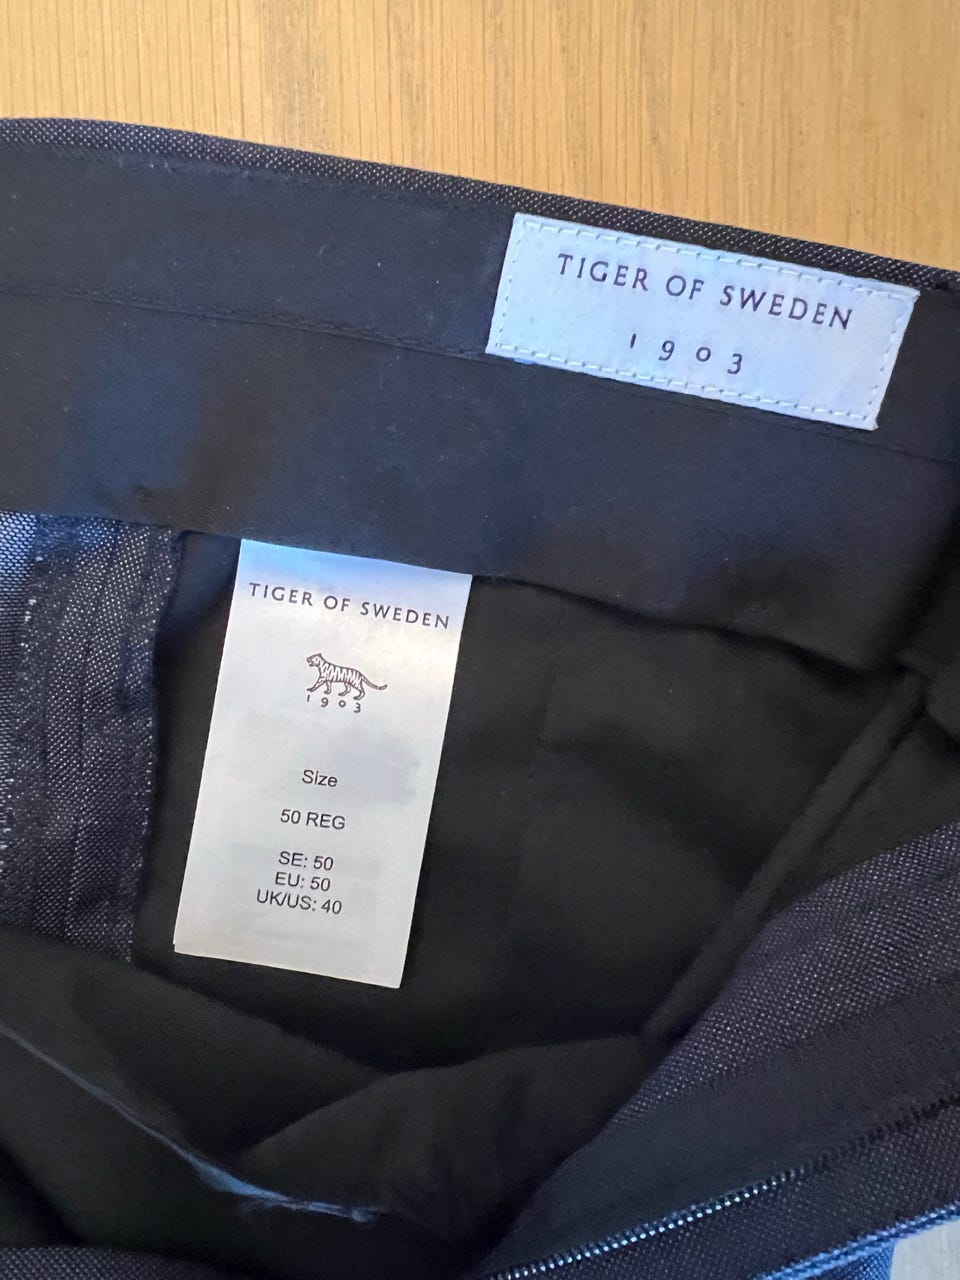 TIGER OF SWEDEN
1903
TIGER OF SWEDEN
1903
Size
50 REG
SE: 50
EU: 50
UK/US: 40